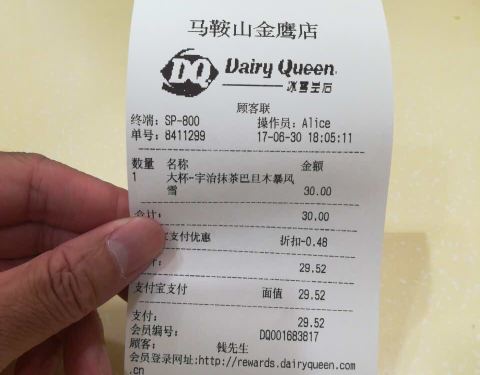 马鞍山金鹰店
DQ Dairy Queen.
冰雪皇后
顾客联
终端: SP-800 操作员: Alice
单号: 8411299 17-06-30 18:05:11
数量 名称 金额
1 大杯-宇治抹茶巴旦木暴风
雪 30.00
合计: 30.00
支付优惠 折扣-0.48
29.52
支付宝支付 面值 29.52
支付: 29.52
会员编号: DQ001683817
顾客: 钱先生
会员登录网址:http://rewards.dairyqueen.com
.cn